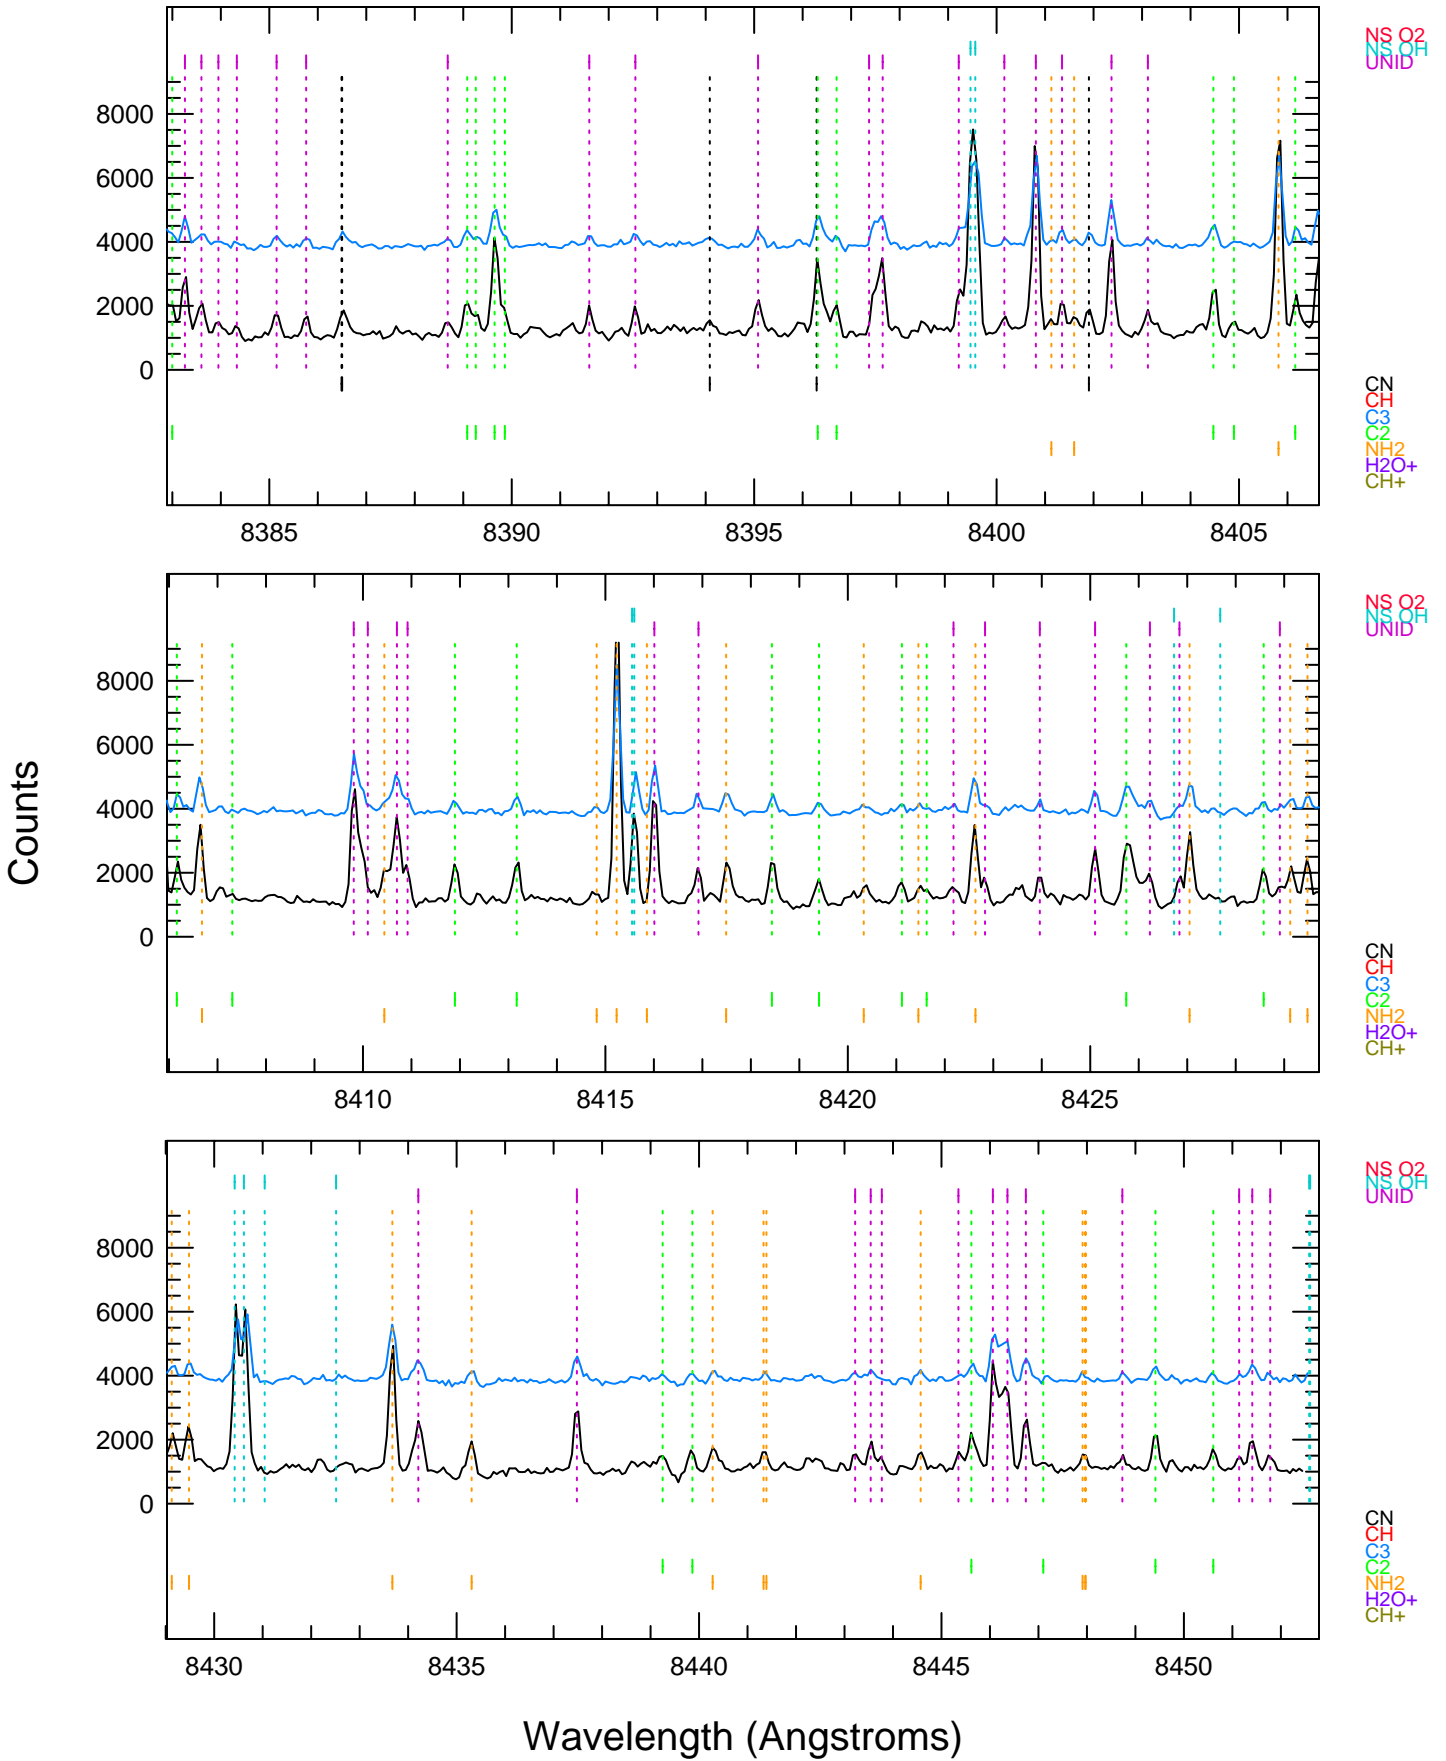 NS O2
NS OH
UNID
8000
6000
4000
2000
0
CN
CH
C3
C2
NH2
H2O+
CH+
8385 8390 8395 8400 8405
NS O2
NS OH
UNID
8000
6000
4000
2000
0
CN
CH
C3
C2
NH2
H2O+
CH+
8410 8415 8420 8425
Counts
NS O2
NS OH
UNID
8000
6000
4000
2000
0
CN
CH
C3
C2
NH2
H2O+
CH+
8430 8435 8440 8445 8450
Wavelength (Angstroms)